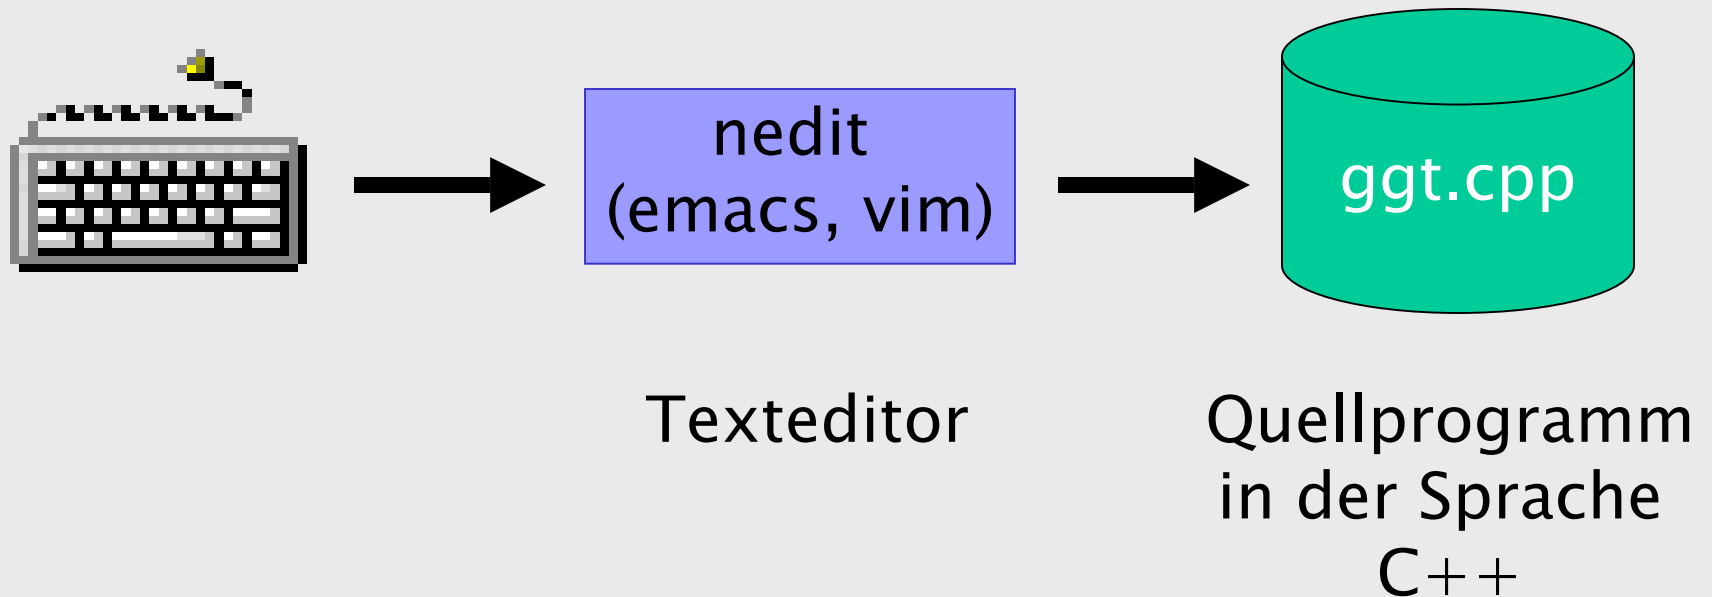 nedit
(emacs, vim)
ggt.cpp
Texteditor
Quellprogramm
in der Sprache
C++